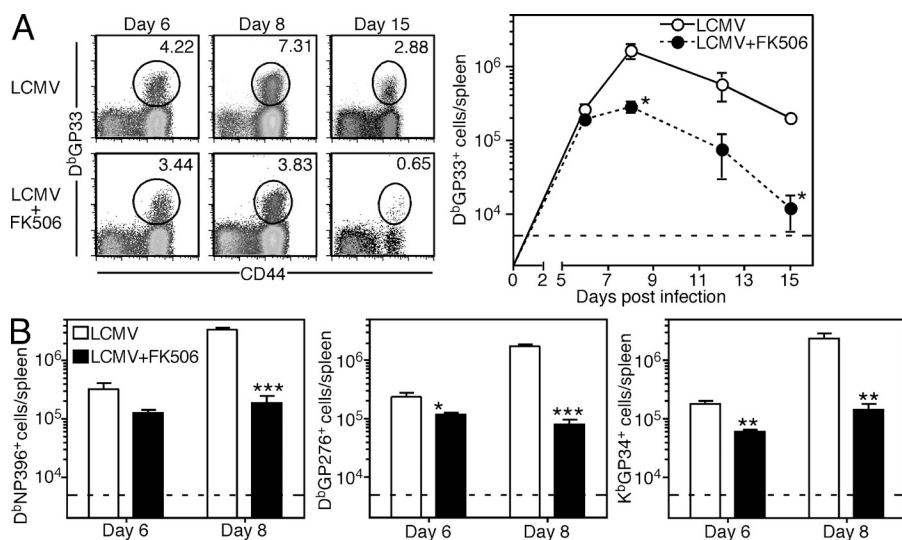 A
Day 6
Day 8
Day 15
LCMV
4.22
7.31
2.88
LCMV
+
FK506
3.44
3.83
0.65
DbGP33
CD44
LCMV
LCMV+FK506
DbGP33+ cells/spleen
10^6
10^5
10^4
*
*
0 2 5 7 9 11 13 15
Days post infection
B
LCMV
LCMV+FK506
DbNP396+ cells/spleen
10^6
10^5
10^4
***
Day 6
Day 8
DbGP276+ cells/spleen
10^6
10^5
10^4
*
***
Day 6
Day 8
KbGP34+ cells/spleen
10^6
10^5
10^4
**
**
Day 6
Day 8